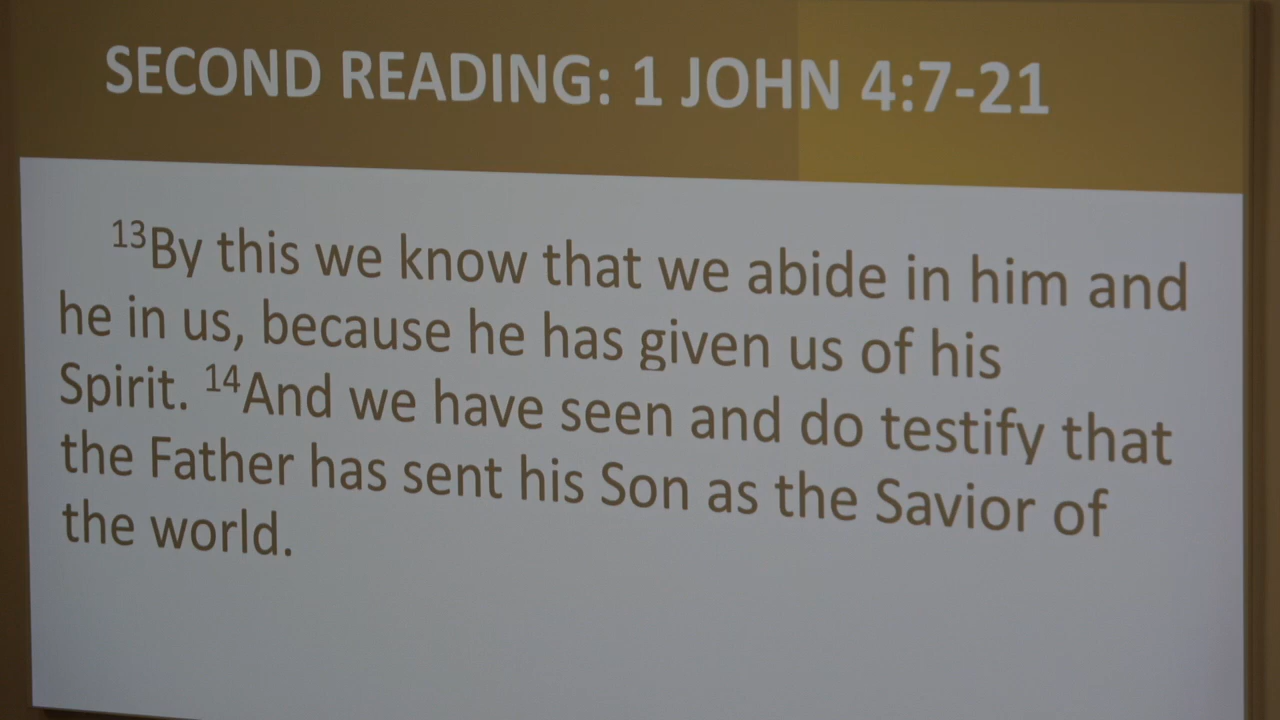 SECOND READING: 1 JOHN 4:7-21
13By this we know that we abide in him and
he in us, because he has given us of his
Spirit. 14And we have seen and do testify that
the Father has sent his Son as the Savior of
the world.